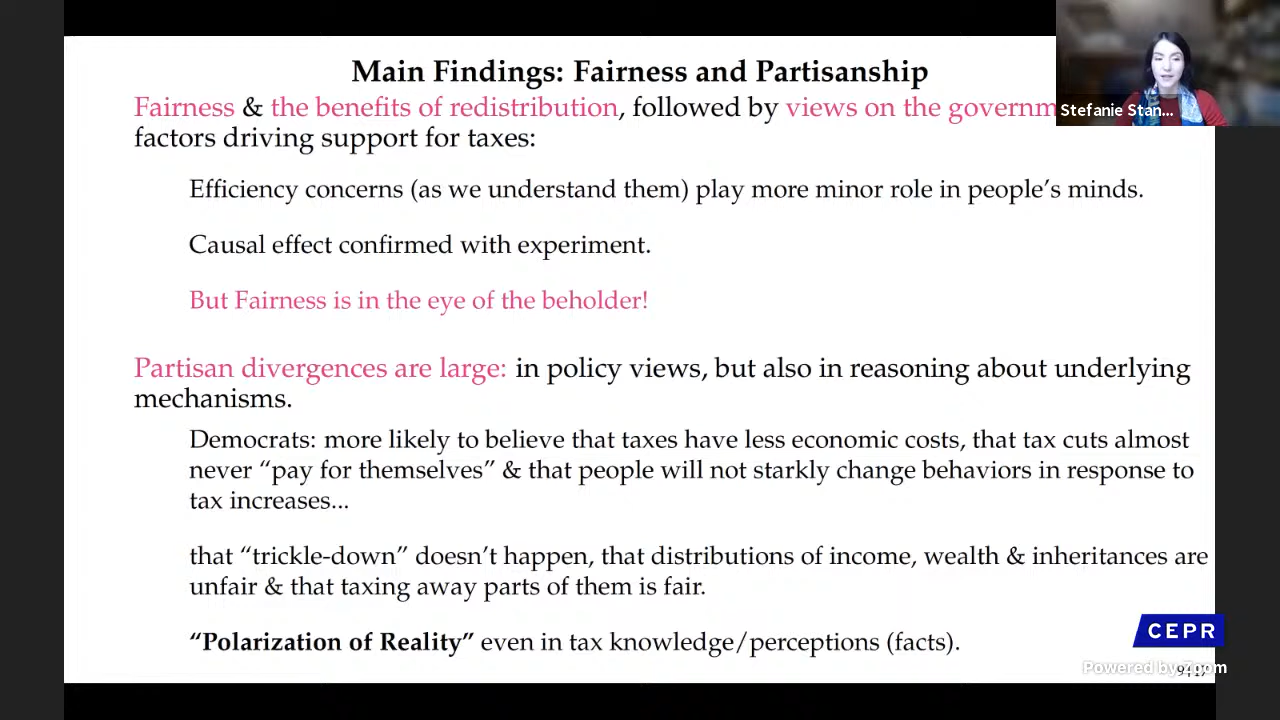 Main Findings: Fairness and Partisanship
Fairness & the benefits of redistribution, followed by views on the governm
Stefanie Stan...
factors driving support for taxes:
Efficiency concerns (as we understand them) play more minor role in people's minds.
Causal effect confirmed with experiment.
But Fairness is in the eye of the beholder!
Partisan divergences are large: in policy views, but also in reasoning about underlying
mechanisms.
Democrats: more likely to believe that taxes have less economic costs, that tax cuts almost
never “pay for themselves” & that people will not starkly change behaviors in response to
tax increases...
that “trickle-down” doesn't happen, that distributions of income, wealth & inheritances are
unfair & that taxing away parts of them is fair.
“Polarization of Reality” even in tax knowledge/perceptions (facts).
CEPR
Powered by Zoom